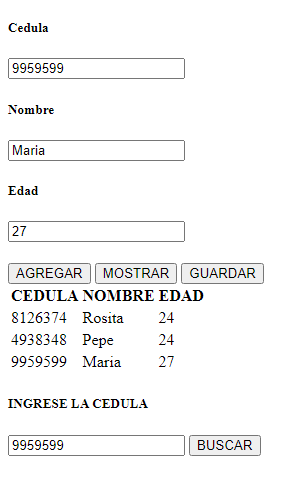 Cedula
9959599
Nombre
Maria
Edad
27
AGREGAR MOSTRAR GUARDAR
CEDULA NOMBRE EDAD
8126374 Rosita 24
4938348 Pepe 24
9959599 Maria 27
INGRESE LA CEDULA
9959599 BUSCAR